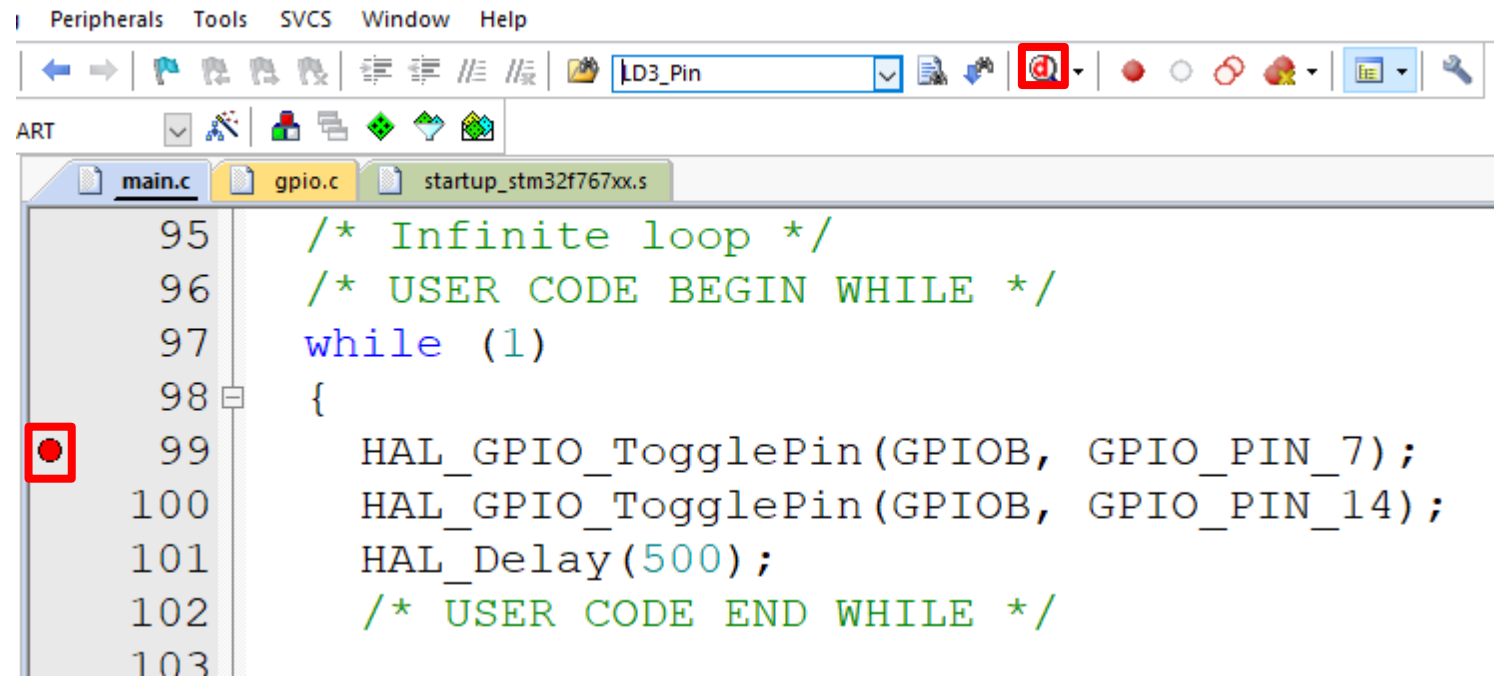 Peripherals Tools SVCS Window Help
LD3_Pin
ART
main.c gpio.c startup_stm32f767xx.s
95 /* Infinite loop */
96 /* USER CODE BEGIN WHILE */
97 while (1)
98 {
99 HAL_GPIO_TogglePin(GPIOB, GPIO_PIN_7);
100 HAL_GPIO_TogglePin(GPIOB, GPIO_PIN_14);
101 HAL_Delay(500);
102 /* USER CODE END WHILE */
103